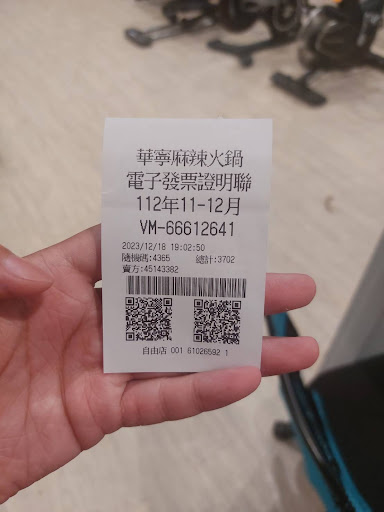 華寧麻辣火鍋
電子發票證明聯
112年11-12月
VM-66612641
2023/12/18 19:02:50
隨機碼:4365 總計:3702
賣方:45143382
自由店 001 61026592 1